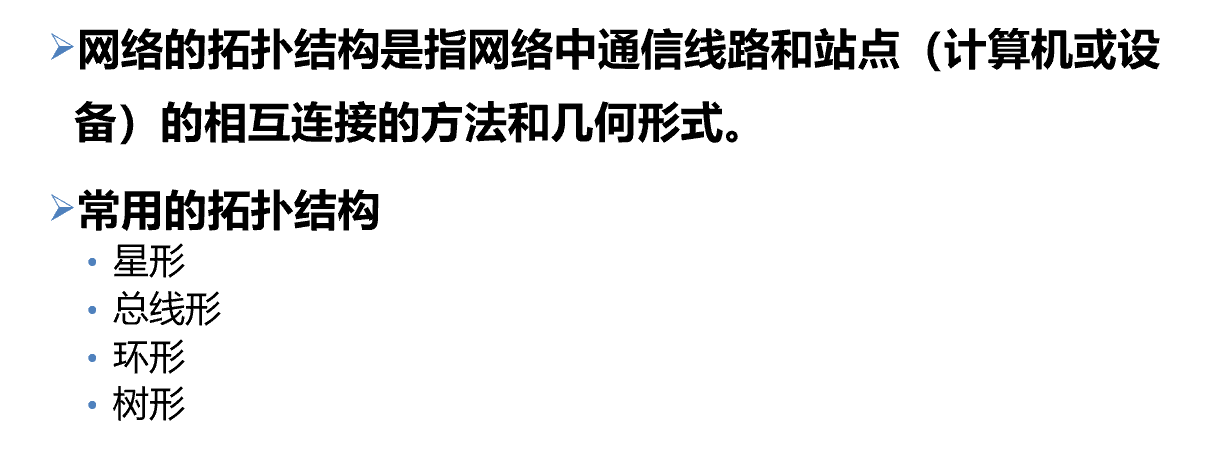 ➢网络的拓扑结构是指网络中通信线路和站点（计算机或设
备）的相互连接的方法和几何形式。
➢常用的拓扑结构
• 星形
• 总线形
• 环形
• 树形